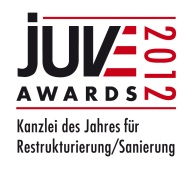 JUVE
AWARDS
2012
Kanzlei des Jahres für
Restrukturierung/Sanierung